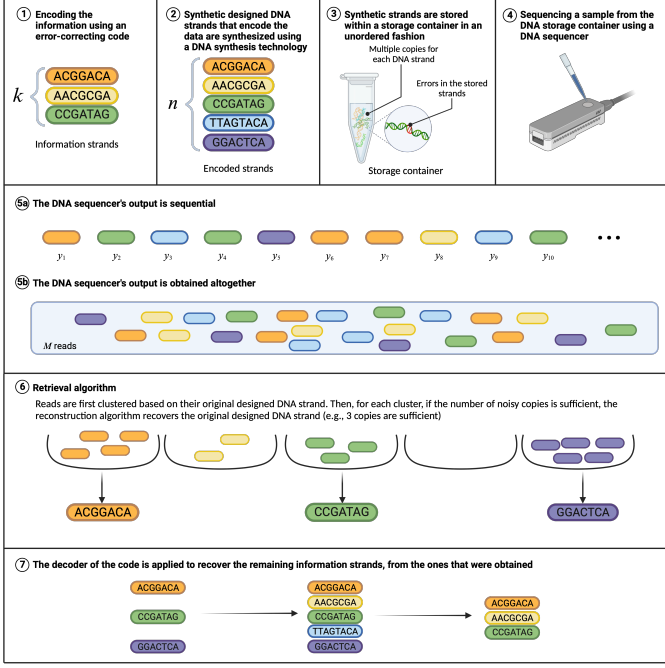 1 Encoding the
information using an
error-correcting code
k
ACGGACA
AACGCGA
CCGATAG
Information strands
2 Synthetic designed DNA
strands that encode the
data are synthesized using
a DNA synthesis technology
n
ACGGACA
AACGCGA
CCGATAG
TTAGTACA
GGACTCA
Encoded strands
3 Synthetic strands are stored
within a storage container in an
unordered fashion
Multiple copies for
each DNA strand
Errors in the stored
strands
Storage container
4 Sequencing a sample from the
DNA storage container using a
DNA sequencer
5a The DNA sequencer's output is sequential
y1 y2 y3 y4 y5 y6 y7 y8 y9 y10
5b The DNA sequencer's output is obtained altogether
M reads
6 Retrieval algorithm
Reads are first clustered based on their original designed DNA strand. Then, for each cluster, if the number of noisy copies is sufficient, the
reconstruction algorithm recovers the original designed DNA strand (e.g., 3 copies are sufficient)
ACGGACA CCGATAG GGACTCA
7 The decoder of the code is applied to recover the remaining information strands, from the ones that were obtained
ACGGACA
CCGATAG
GGACTCA
ACGGACA
AACGCGA
CCGATAG
TTAGTACA
GGACTCA
ACGGACA
AACGCGA
CCGATAG